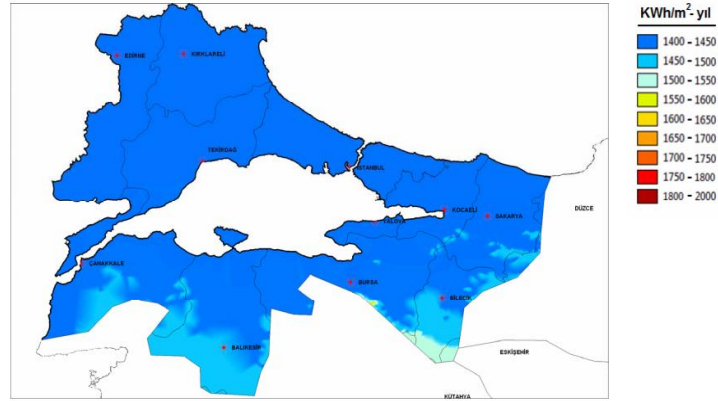 KWh/m²- yıl
1400 - 1450
1450 - 1500
1500 - 1550
1550 - 1600
1600 - 1650
1650 - 1700
1700 - 1750
1750 - 1800
1800 - 2000
EDİRNE
KIRKLARELİ
TEKİRDAĞ
İSTANBUL
KOCAELİ
YALOVA
SAKARYA
DÜZCE
ÇANAKKALE
BURSA
BİLECİK
BALIKESİR
ESKİŞEHİR
KÜTAHYA